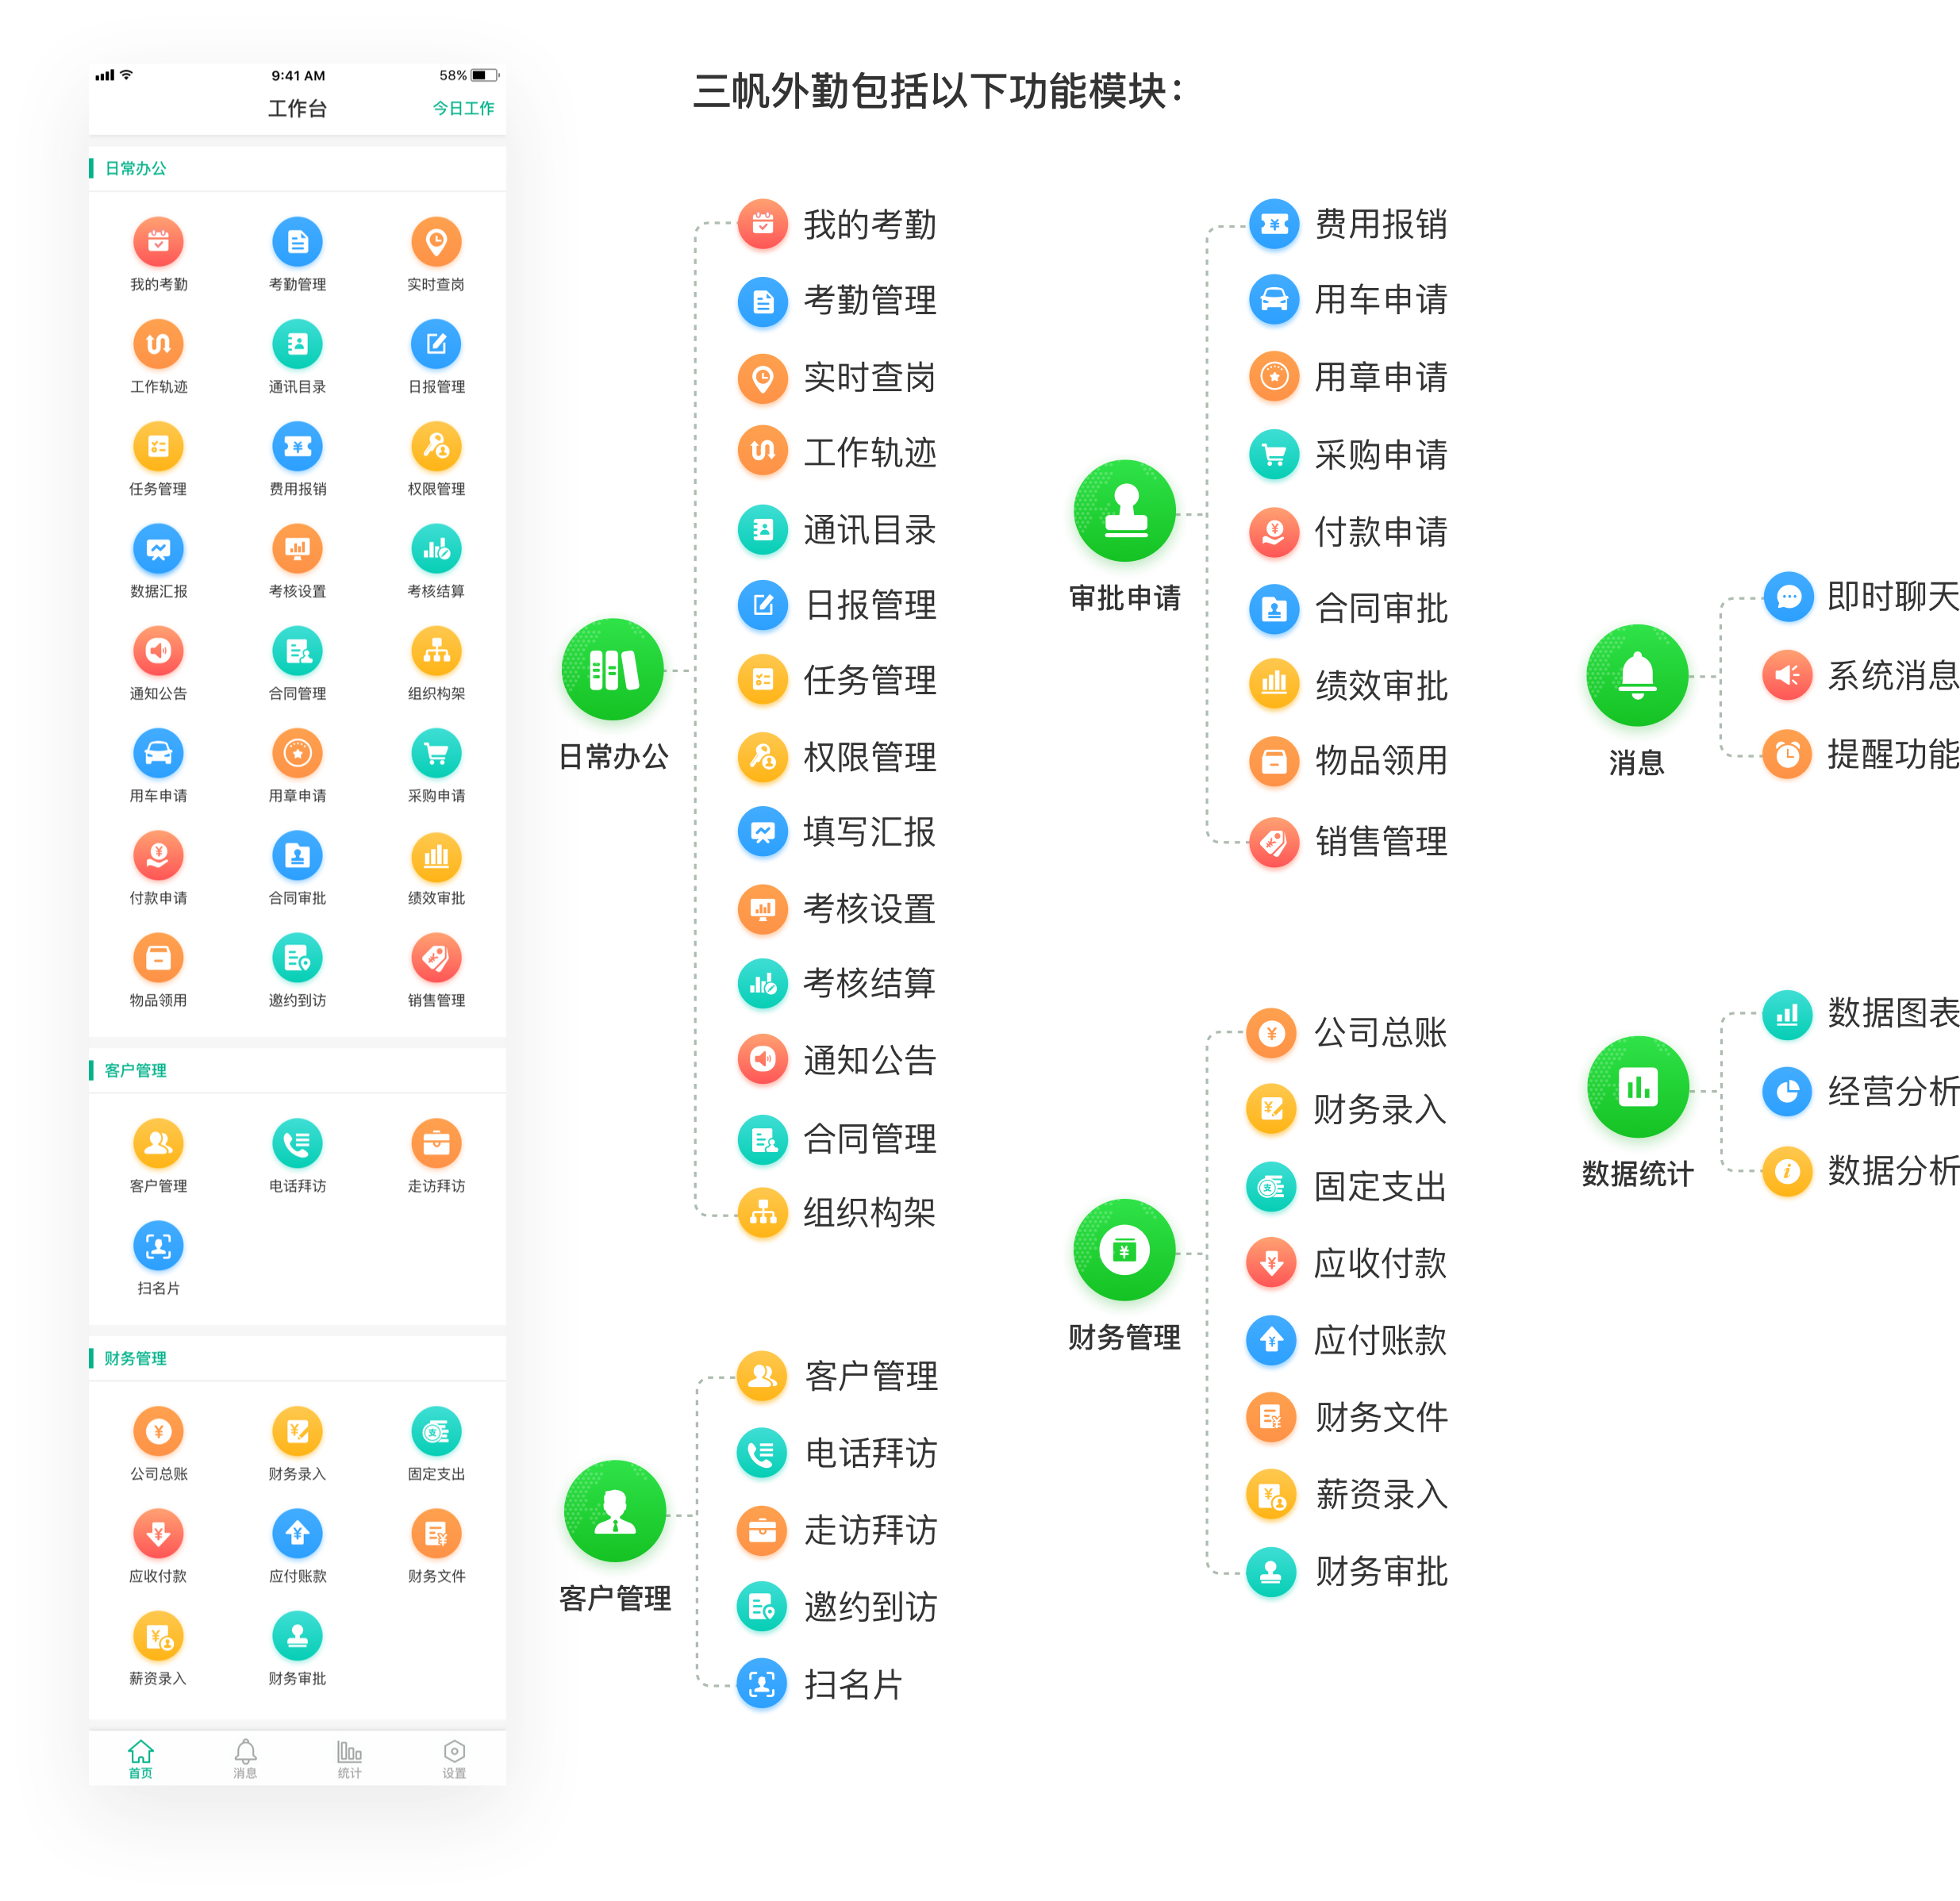 9:41 AM
58%
工作台
今日工作
日常办公
我的考勤 考勤管理 实时查岗
工作轨迹 通讯目录 日报管理
任务管理 费用报销 权限管理
数据汇报 考核设置 考核结算
通知公告 合同管理 组织构架
用车申请 用章申请 采购申请
付款申请 合同审批 绩效审批
物品领用 邀约到访 销售管理
客户管理
客户管理 电话拜访 走访拜访
扫名片
财务管理
公司总账 财务录入 固定支出
应收付款 应付账款 财务文件
薪资录入 财务审批
首页 消息 统计 设置
三帆外勤包括以下功能模块：
日常办公
我的考勤
考勤管理
实时查岗
工作轨迹
通讯目录
日报管理
任务管理
权限管理
填写汇报
考核设置
考核结算
通知公告
合同管理
组织构架
客户管理
客户管理
电话拜访
走访拜访
邀约到访
扫名片
审批申请
费用报销
用车申请
用章申请
采购申请
付款申请
合同审批
绩效审批
物品领用
销售管理
财务管理
公司总账
财务录入
固定支出
应收付款
应付账款
财务文件
薪资录入
财务审批
消息
即时聊天
系统消息
提醒功能
数据统计
数据图表
经营分析
数据分析